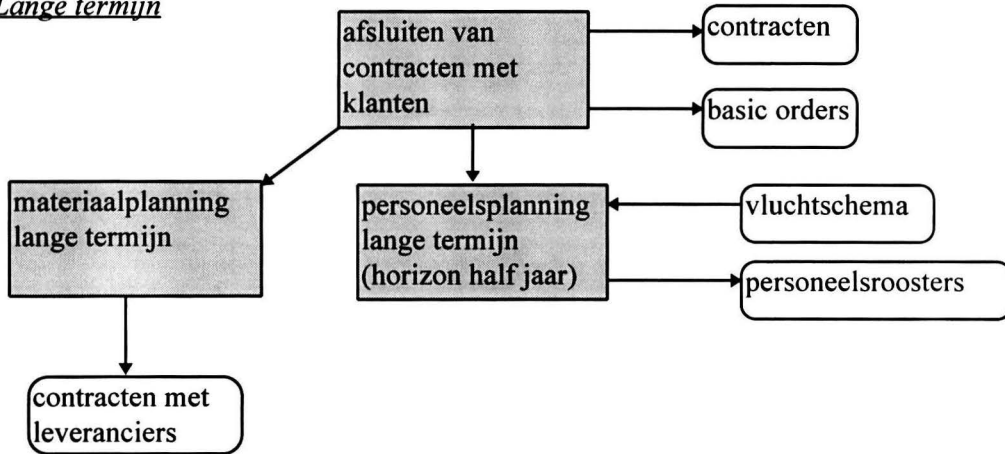 Lange termijn
afsluiten van
contracten met
klanten
contracten
basic orders
materiaalplanning
lange termijn
personeelsplanning
lange termijn
(horizon half jaar)
vluchtschema
personeelsroosters
contracten met
leveranciers